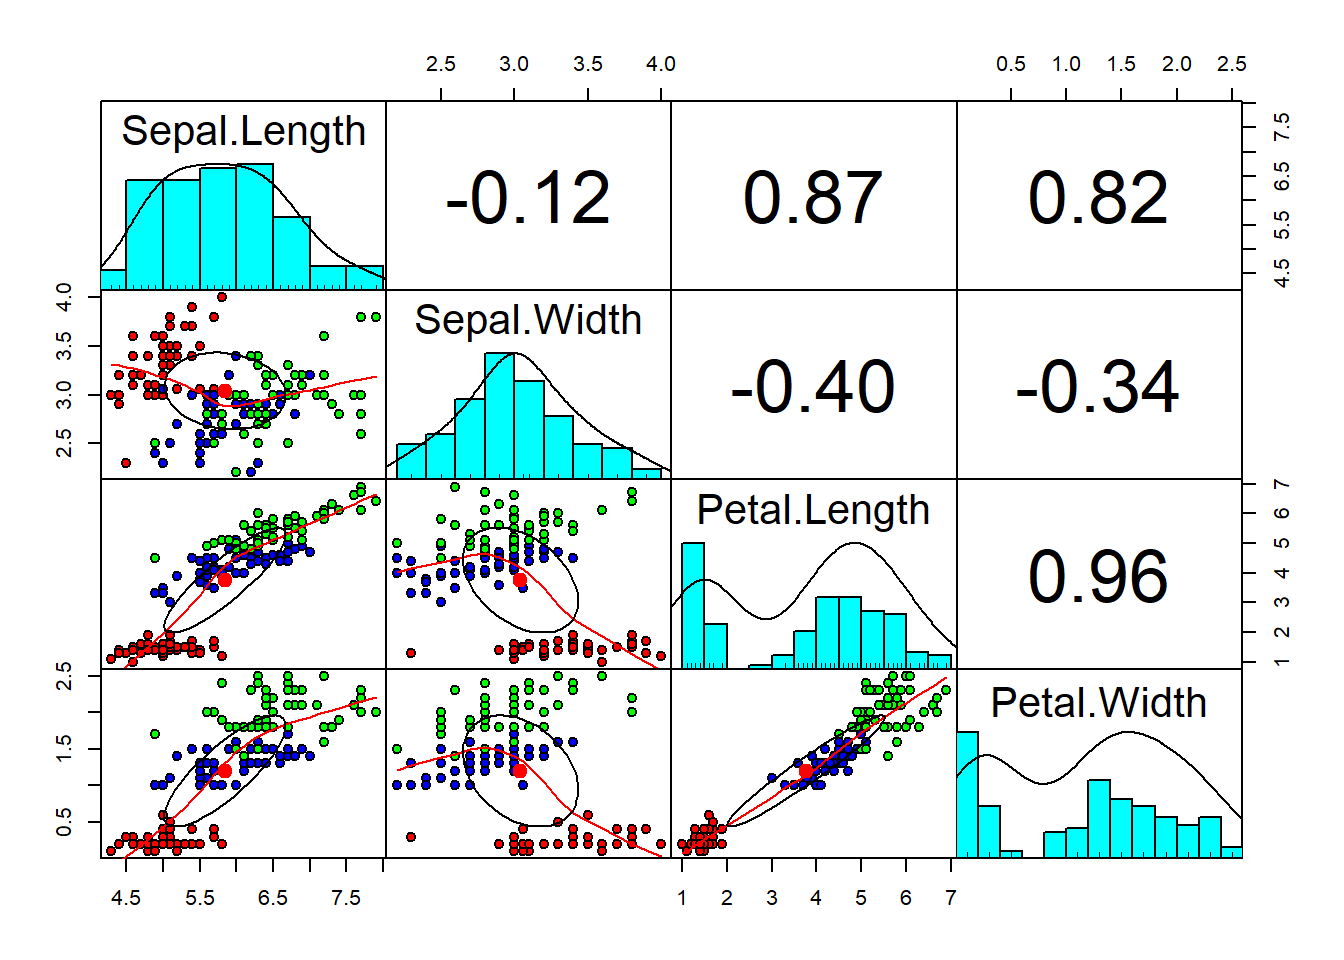 2.5 3.0 3.5 4.0 0.5 1.0 1.5 2.0 2.5
Sepal.Length -0.12 0.87 0.82
4.5 5.5 6.5 7.5
2.5 3.0 3.5 4.0
Sepal.Width -0.40 -0.34
Petal.Length 0.96
1 2 3 4 5 6 7
0.5 1.5 2.5
Petal.Width
4.5 5.5 6.5 7.5 1 2 3 4 5 6 7